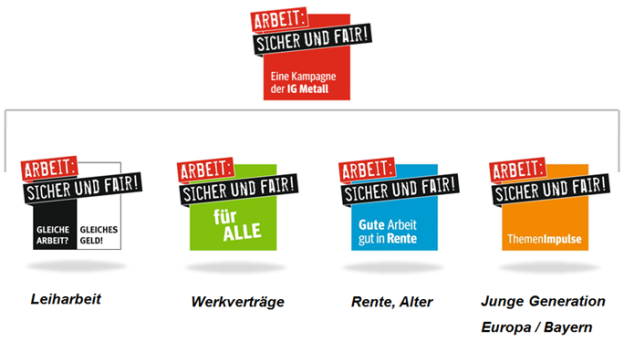 ARBEIT:
SICHER UND FAIR!
Eine Kampagne
der IG Metall
ARBEIT:
SICHER UND FAIR!
GLEICHE
ARBEIT?
GLEICHES
GELD!
Leiharbeit
ARBEIT:
SICHER UND FAIR!
für
ALLE
Werkverträge
ARBEIT:
SICHER UND FAIR!
Gute Arbeit
gut in Rente
Rente, Alter
ARBEIT:
SICHER UND FAIR!
ThemenImpulse
Junge Generation
Europa / Bayern